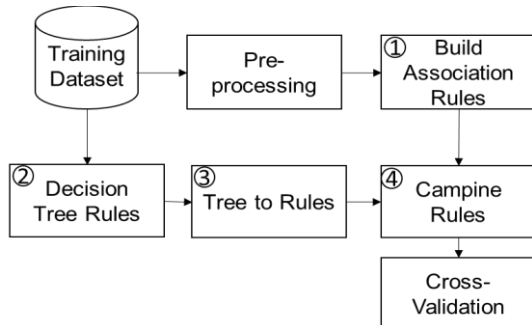 Training
Dataset
Pre-
processing
①
Build
Association
Rules
②
Decision
Tree Rules
③
Tree to Rules
④
Campine
Rules
Cross-
Validation